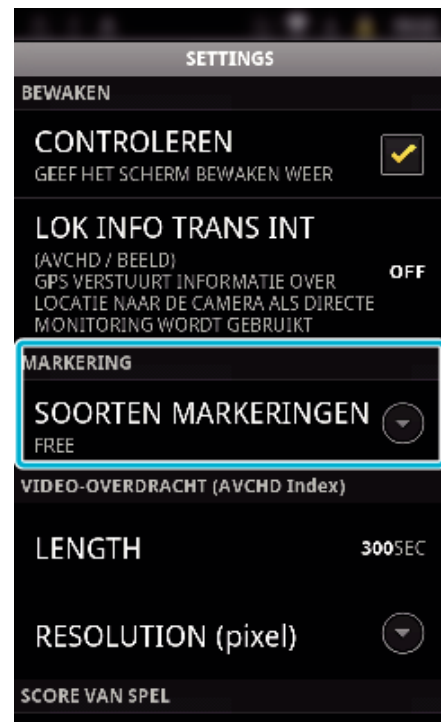 SETTINGS
BEWAKEN
CONTROLEREN
GEEF HET SCHERM BEWAKEN WEER
LOK INFO TRANS INT
(AVCHD / BEELD)
GPS VERSTUURT INFORMATIE OVER
LOCATIE NAAR DE CAMERA ALS DIRECTE
MONITORING WORDT GEBRUIKT
OFF
MARKERING
SOORTEN MARKERINGEN
FREE
VIDEO-OVERDRACHT (AVCHD Index)
LENGTH 300SEC
RESOLUTION (pixel)
SCORE VAN SPEL